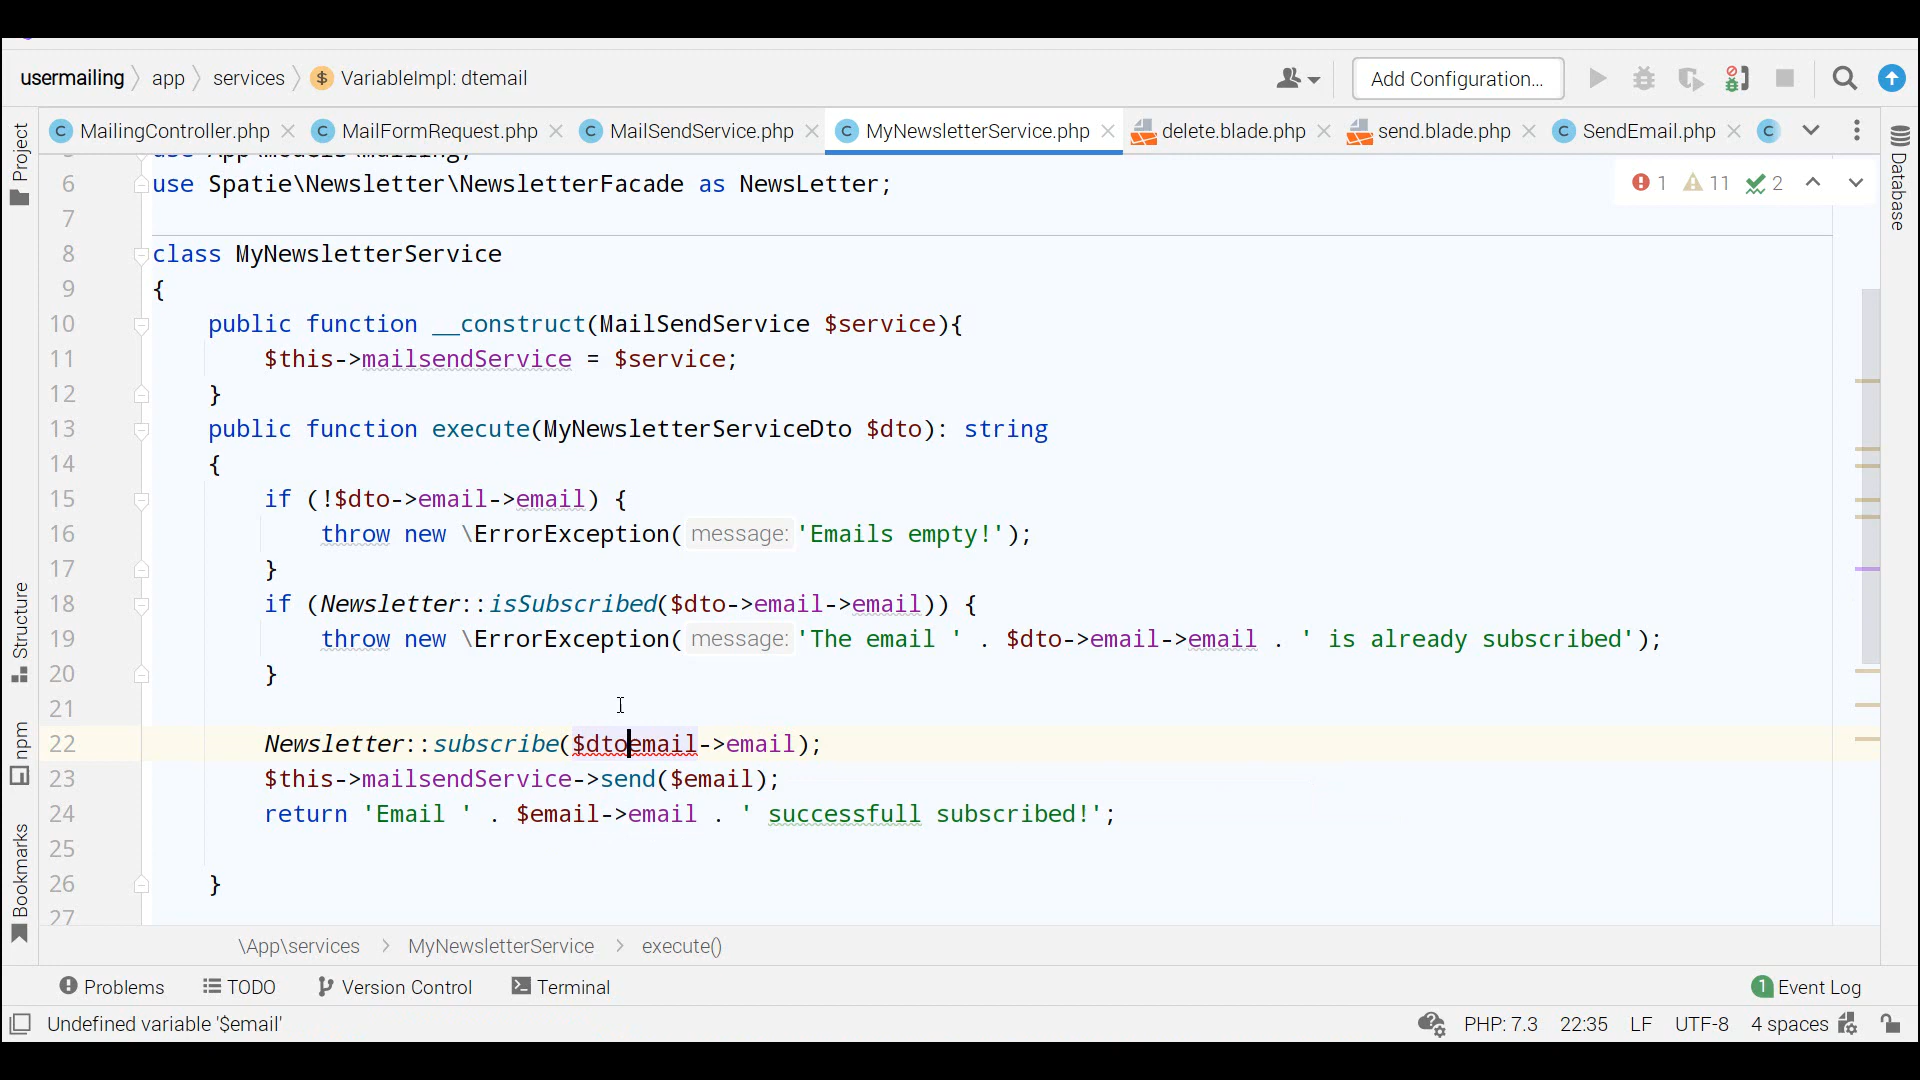 usermailing app services $ VariableImpl: dtemail Add Configuration...
C MailingController.php C MailFormRequest.php C MailSendService.php C MyNewsletterService.php delete.blade.php send.blade.php C SendEmail.php C
Project
Structure
npm
Bookmarks
Database
1 11 2
6 use Spatie\Newsletter\NewsletterFacade as NewsLetter;
7
8 class MyNewsletterService
9 {
10 public function __construct(MailSendService $service){
11 $this->mailsendService = $service;
12 }
13 public function execute(MyNewsletterServiceDto $dto): string
14 {
15 if (!$dto->email->email) {
16 throw new \ErrorException( message: 'Emails empty!');
17 }
18 if (Newsletter::isSubscribed($dto->email->email)) {
19 throw new \ErrorException( message: 'The email ' . $dto->email->email . ' is already subscribed');
20 }
21
22 Newsletter::subscribe($dtoemail->email);
23 $this->mailsendService->send($email);
24 return 'Email ' . $email->email . ' successfull subscribed!';
25
26 }
27
\App\services MyNewsletterService execute()
Problems TODO Version Control Terminal 1 Event Log
Undefined variable '$email' PHP: 7.3 22:35 LF UTF-8 4 spaces